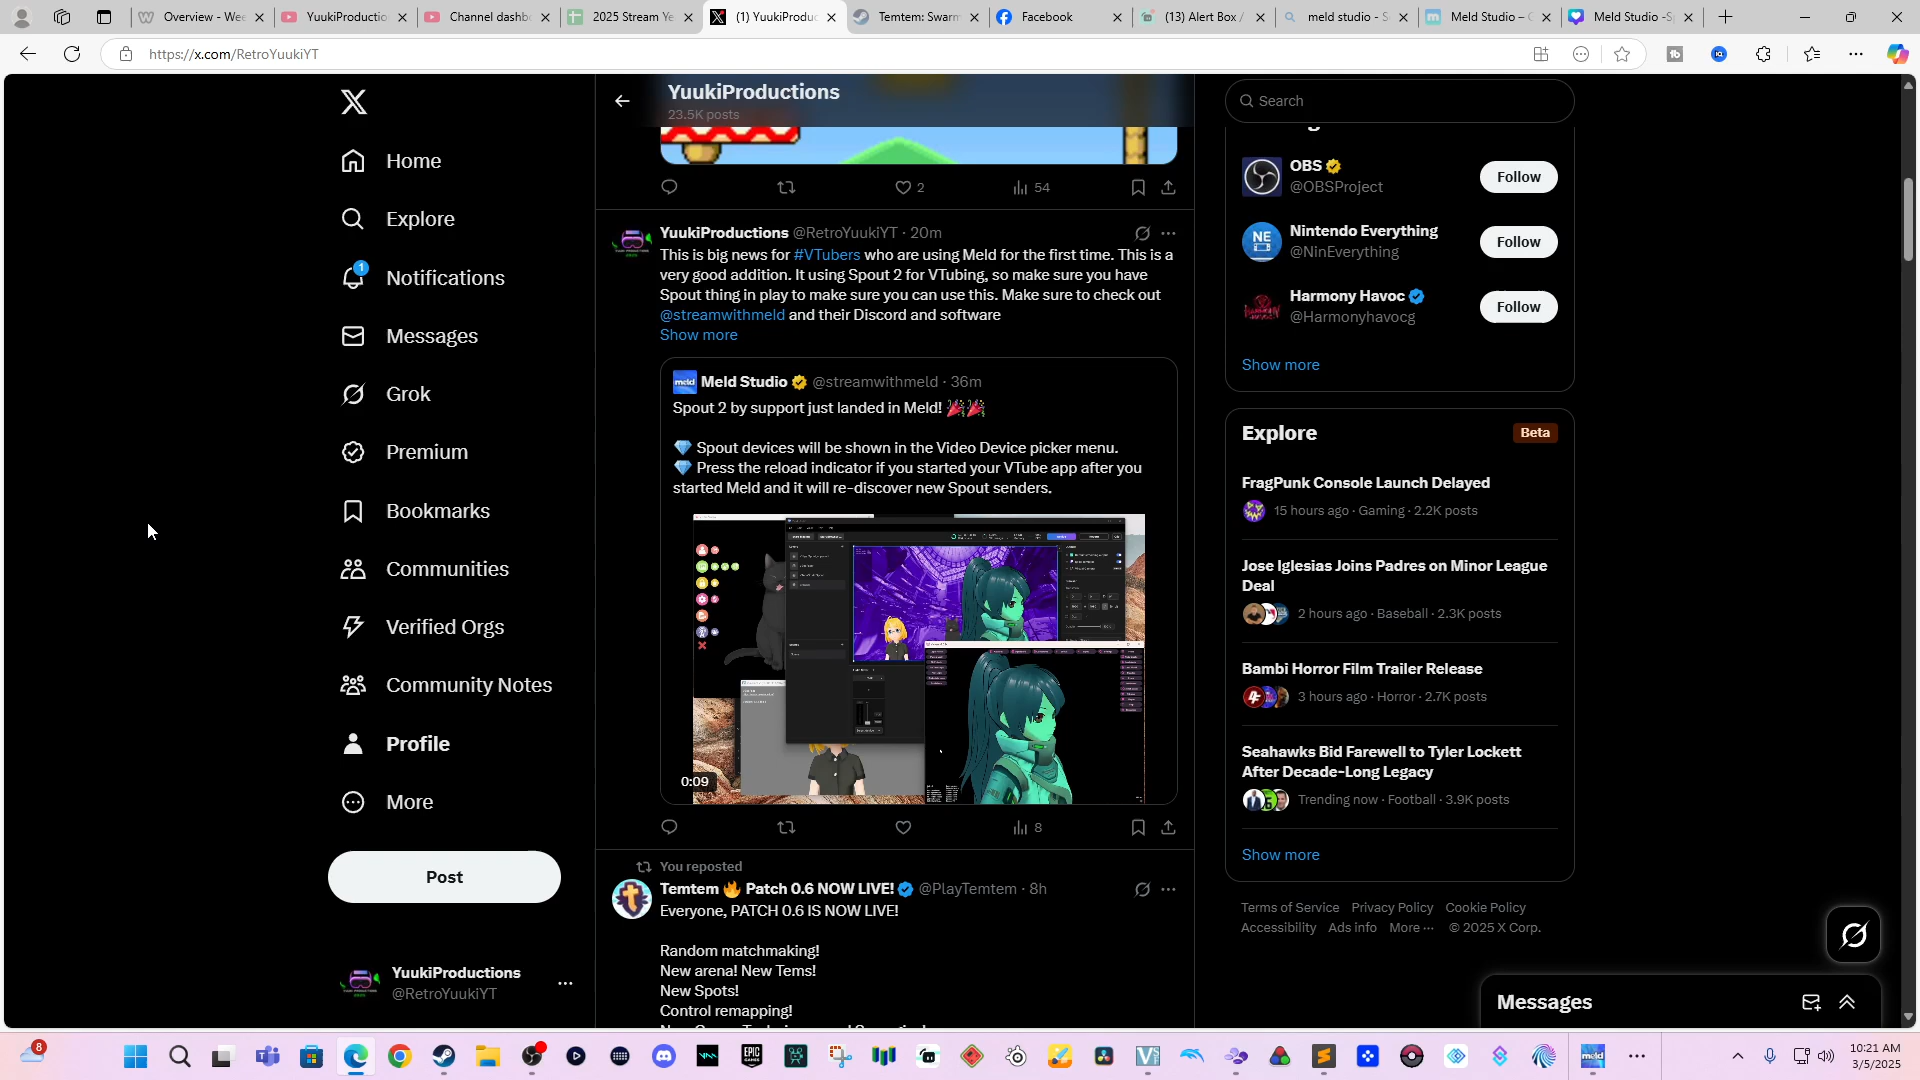 Overview - Wee
YuukiProductio
Channel dashb
2025 Stream Ye
(1) YuukiProduc
Temtem: Swarm
Facebook
(13) Alert Box /
meld studio - S
Meld Studio – C
Meld Studio -S
https://x.com/RetroYuukiYT
YuukiProductions
23.5K posts
Home
Explore
1
Notifications
Messages
Grok
Premium
Bookmarks
Communities
Verified Orgs
Community Notes
Profile
More
Post
YuukiProductions
@RetroYuukiYT
2
54
YuukiProductions @RetroYuukiYT · 20m
This is big news for #VTubers who are using Meld for the first time. This is a
very good addition. It using Spout 2 for VTubing, so make sure you have
Spout thing in play to make sure you can use this. Make sure to check out
@streamwithmeld and their Discord and software
Show more
meld
Meld Studio @streamwithmeld · 36m
Spout 2 by support just landed in Meld! 🎉🎉
💎 Spout devices will be shown in the Video Device picker menu.
💎 Press the reload indicator if you started your VTube app after you
started Meld and it will re-discover new Spout senders.
0:09
8
You reposted
Temtem 🔥 Patch 0.6 NOW LIVE! @PlayTemtem · 8h
Everyone, PATCH 0.6 IS NOW LIVE!
Random matchmaking!
New arena! New Tems!
New Spots!
Control remapping!
Search
OBS
@OBSProject
Follow
NE
Nintendo Everything
@NinEverything
Follow
Harmony Havoc
@Harmonyhavocg
Follow
Show more
Explore
Beta
FragPunk Console Launch Delayed
15 hours ago · Gaming · 2.2K posts
Jose Iglesias Joins Padres on Minor League
Deal
2 hours ago · Baseball · 2.3K posts
Bambi Horror Film Trailer Release
3 hours ago · Horror · 2.7K posts
Seahawks Bid Farewell to Tyler Lockett
After Decade-Long Legacy
Trending now · Football · 3.9K posts
Show more
Terms of Service Privacy Policy Cookie Policy
Accessibility Ads info More ··· © 2025 X Corp.
Messages
8
EPIC
GAMES
meld
10:21 AM
3/5/2025